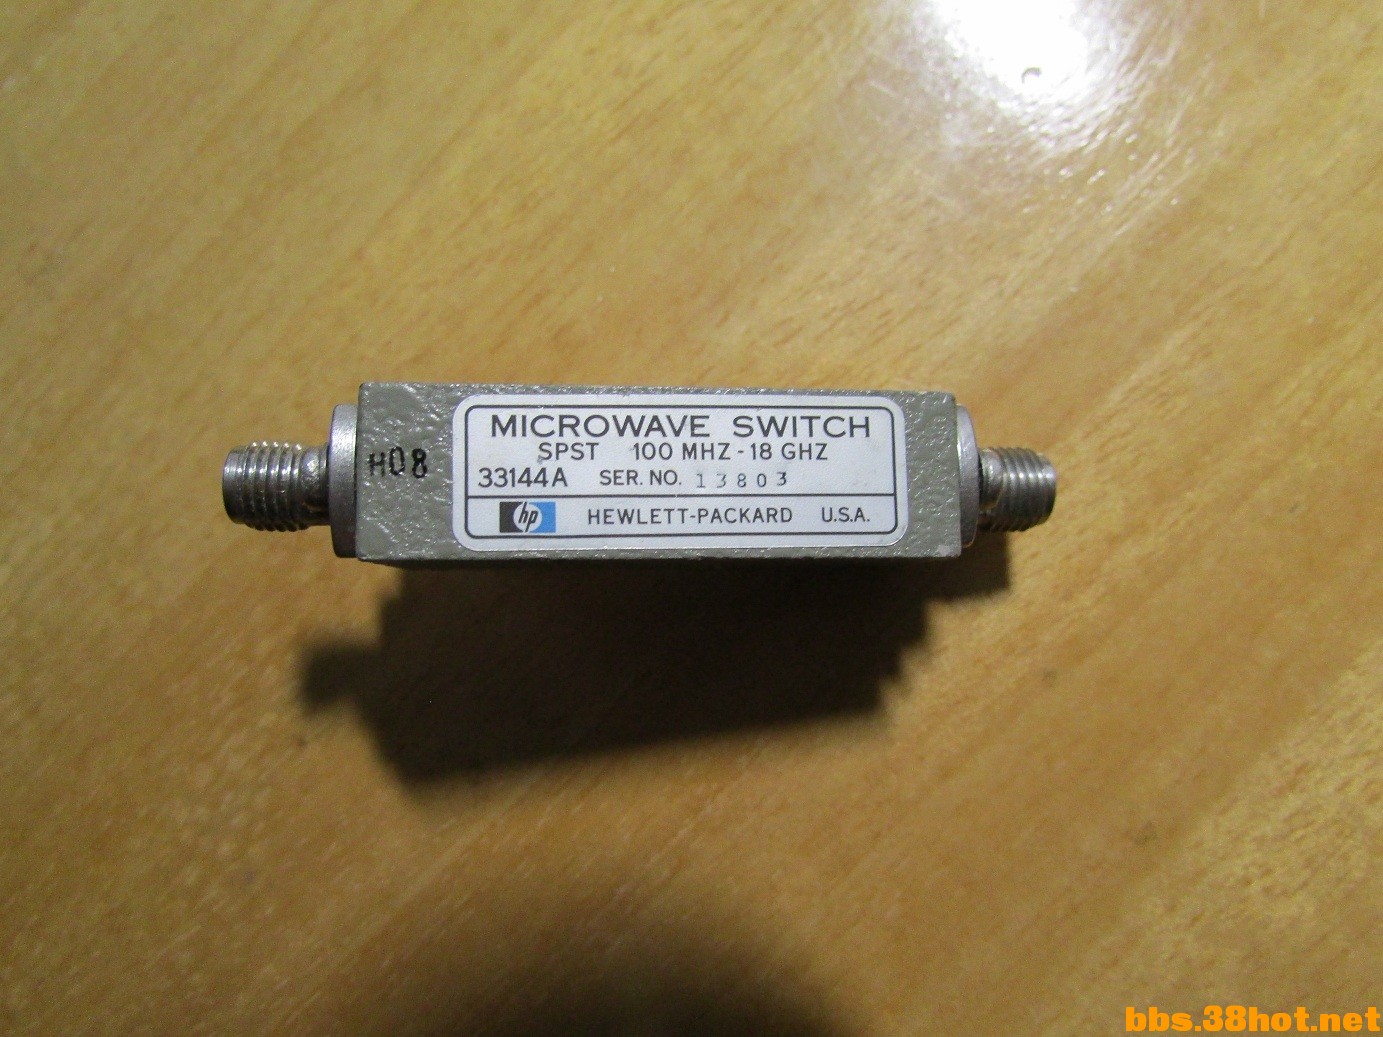 H08
MICROWAVE SWITCH
SPST 100 MHZ - 18 GHZ
33144A SER. NO. 13803
hp HEWLETT-PACKARD U.S.A.
bbs.38hot.net